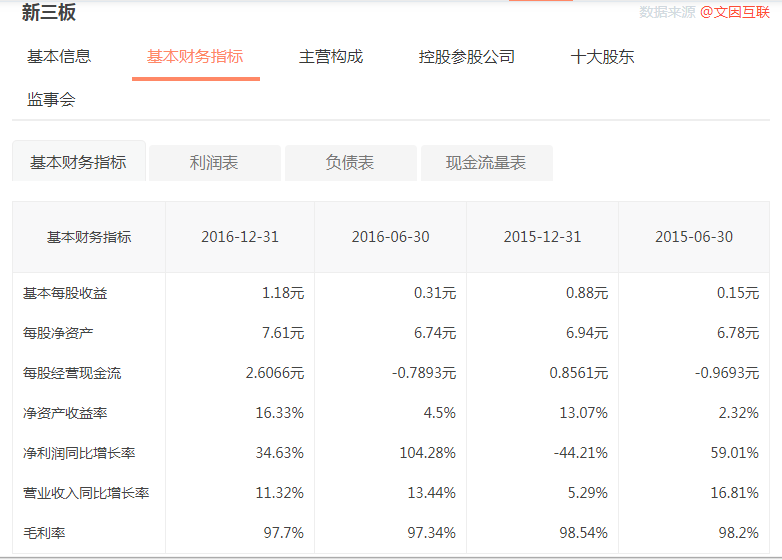 新三板 数据来源 @文因互联
基本信息 基本财务指标 主营构成 控股参股公司 十大股东
监事会
基本财务指标 利润表 负债表 现金流量表
基本财务指标 2016-12-31 2016-06-30 2015-12-31 2015-06-30
基本每股收益 1.18元 0.31元 0.88元 0.15元
每股净资产 7.61元 6.74元 6.94元 6.78元
每股经营现金流 2.6066元 -0.7893元 0.8561元 -0.9693元
净资产收益率 16.33% 4.5% 13.07% 2.32%
净利润同比增长率 34.63% 104.28% -44.21% 59.01%
营业收入同比增长率 11.32% 13.44% 5.29% 16.81%
毛利率 97.7% 97.34% 98.54% 98.2%